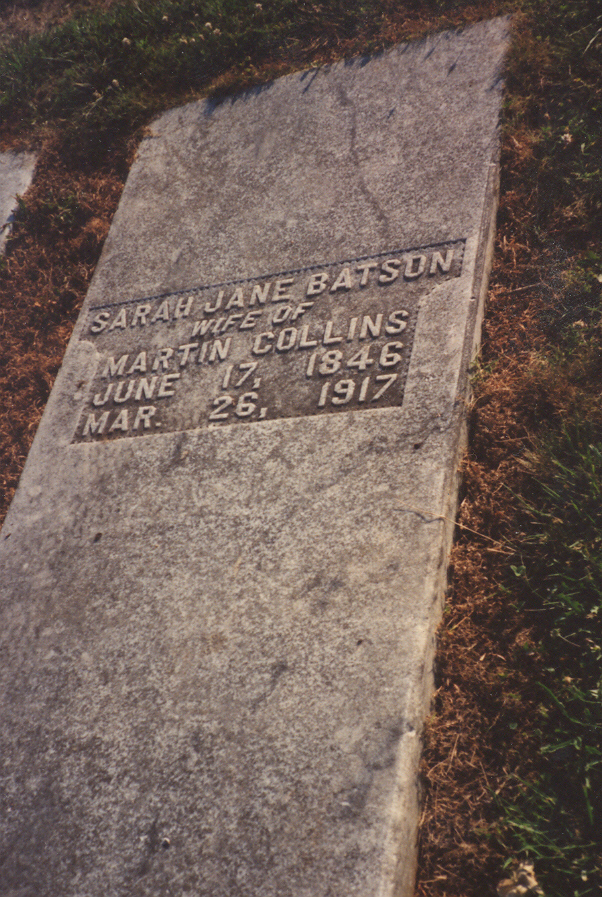 SARAH JANE BATSON
WIFE OF
MARTIN COLLINS
JUNE 17, 1846
MAR. 26, 1917